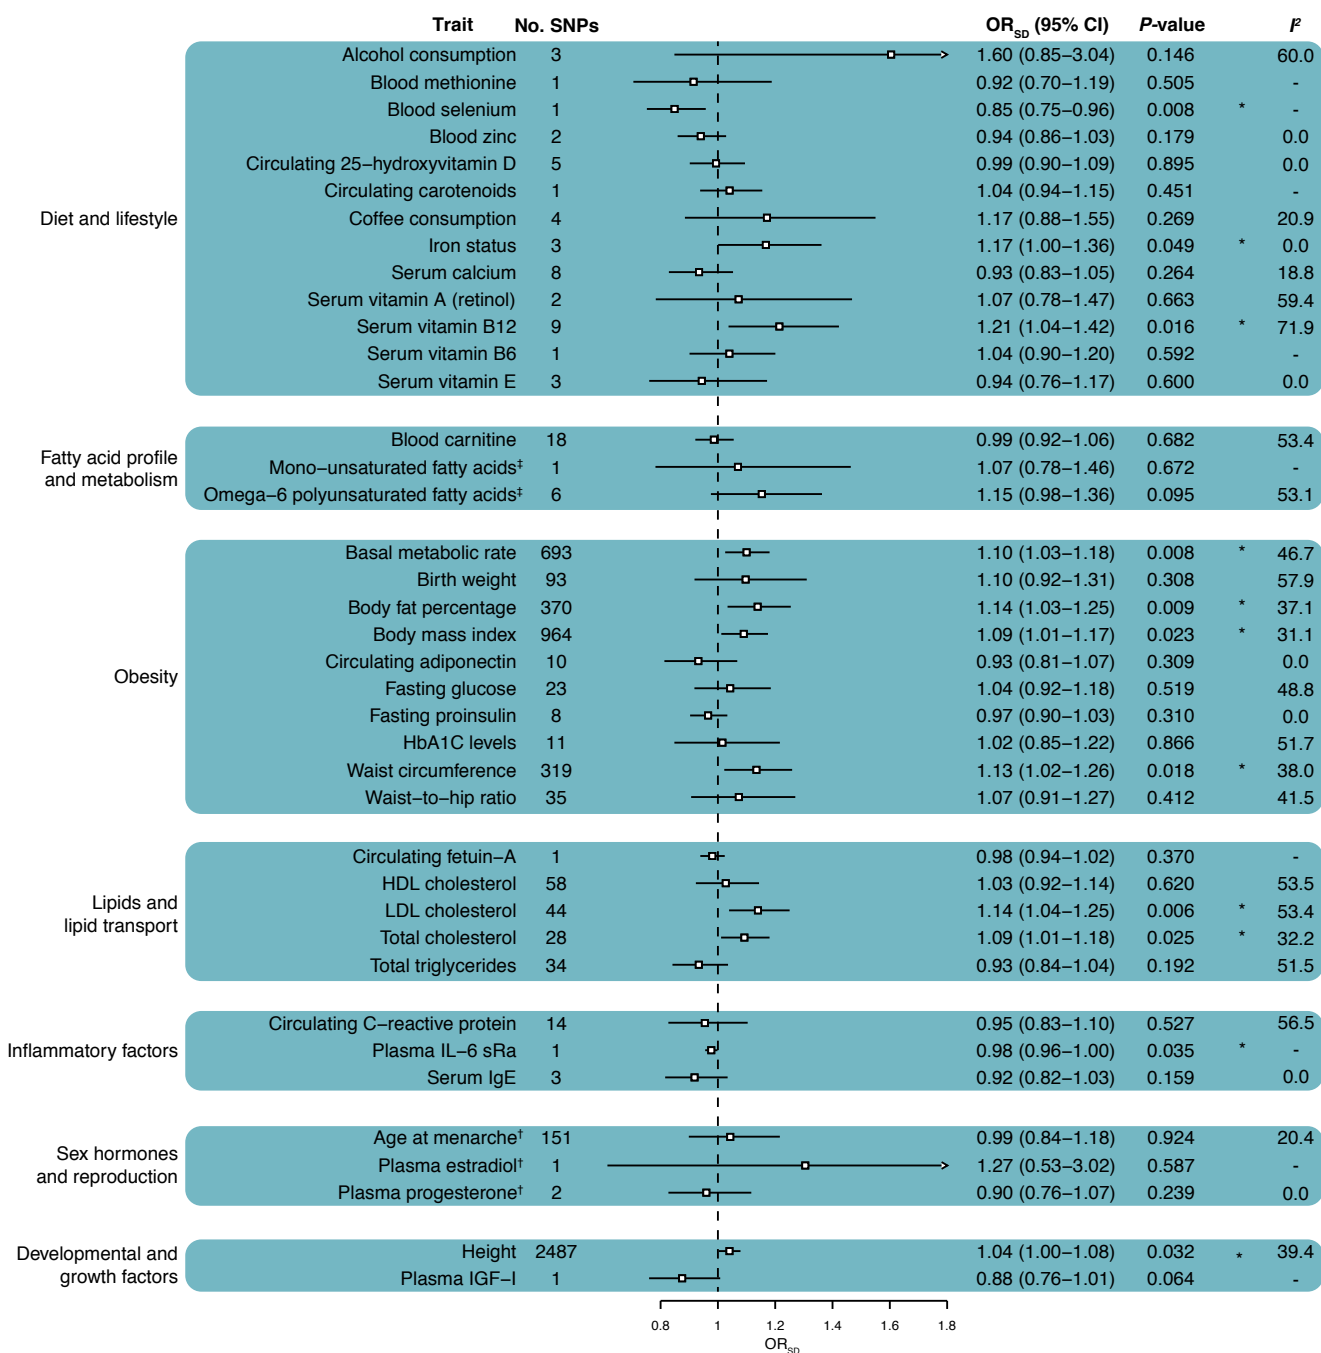 Trait No. SNPs OR_SD (95% CI) P-value I²
Alcohol consumption 3 1.60 (0.85–3.04) 0.146 60.0
Blood methionine 1 0.92 (0.70–1.19) 0.505 -
Blood selenium 1 0.85 (0.75–0.96) 0.008 * -
Blood zinc 2 0.94 (0.86–1.03) 0.179 0.0
Circulating 25–hydroxyvitamin D 5 0.99 (0.90–1.09) 0.895 0.0
Circulating carotenoids 1 1.04 (0.94–1.15) 0.451 -
Diet and lifestyle Coffee consumption 4 1.17 (0.88–1.55) 0.269 20.9
Iron status 3 1.17 (1.00–1.36) 0.049 * 0.0
Serum calcium 8 0.93 (0.83–1.05) 0.264 18.8
Serum vitamin A (retinol) 2 1.07 (0.78–1.47) 0.663 59.4
Serum vitamin B12 9 1.21 (1.04–1.42) 0.016 * 71.9
Serum vitamin B6 1 1.04 (0.90–1.20) 0.592 -
Serum vitamin E 3 0.94 (0.76–1.17) 0.600 0.0
Fatty acid profile
and metabolism
Blood carnitine 18 0.99 (0.92–1.06) 0.682 53.4
Mono–unsaturated fatty acids‡ 1 1.07 (0.78–1.46) 0.672 -
Omega–6 polyunsaturated fatty acids‡ 6 1.15 (0.98–1.36) 0.095 53.1
Basal metabolic rate 693 1.10 (1.03–1.18) 0.008 * 46.7
Birth weight 93 1.10 (0.92–1.31) 0.308 57.9
Body fat percentage 370 1.14 (1.03–1.25) 0.009 * 37.1
Body mass index 964 1.09 (1.01–1.17) 0.023 * 31.1
Circulating adiponectin 10 0.93 (0.81–1.07) 0.309 0.0
Obesity
Fasting glucose 23 1.04 (0.92–1.18) 0.519 48.8
Fasting proinsulin 8 0.97 (0.90–1.03) 0.310 0.0
HbA1C levels 11 1.02 (0.85–1.22) 0.866 51.7
Waist circumference 319 1.13 (1.02–1.26) 0.018 * 38.0
Waist–to–hip ratio 35 1.07 (0.91–1.27) 0.412 41.5
Circulating fetuin–A 1 0.98 (0.94–1.02) 0.370 -
HDL cholesterol 58 1.03 (0.92–1.14) 0.620 53.5
Lipids and
lipid transport
LDL cholesterol 44 1.14 (1.04–1.25) 0.006 * 53.4
Total cholesterol 28 1.09 (1.01–1.18) 0.025 * 32.2
Total triglycerides 34 0.93 (0.84–1.04) 0.192 51.5
Circulating C–reactive protein 14 0.95 (0.83–1.10) 0.527 56.5
Inflammatory factors Plasma IL–6 sRa 1 0.98 (0.96–1.00) 0.035 * -
Serum IgE 3 0.92 (0.82–1.03) 0.159 0.0
Sex hormones
and reproduction
Age at menarche† 151 0.99 (0.84–1.18) 0.924 20.4
Plasma estradiol† 1 1.27 (0.53–3.02) 0.587 -
Plasma progesterone† 2 0.90 (0.76–1.07) 0.239 0.0
Developmental and
growth factors
Height 2487 1.04 (1.00–1.08) 0.032 * 39.4
Plasma IGF–I 1 0.88 (0.76–1.01) 0.064 -
0.8 1 1.2 1.4 1.6 1.8
OR_SD